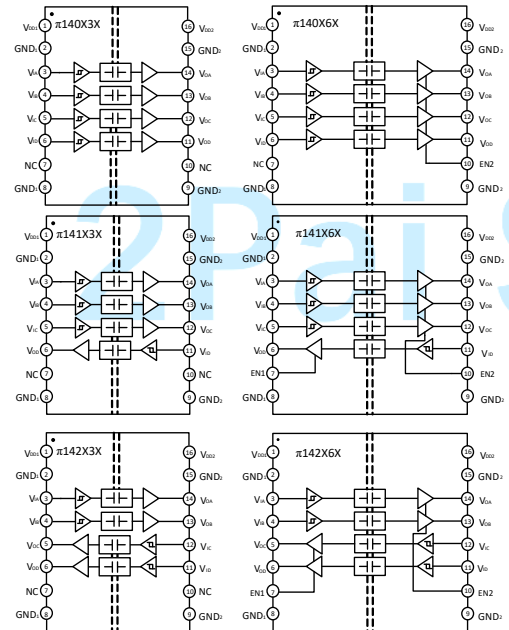 π140X3X
VDD1 1 16 VDD2
GND1 2 15 GND2
VIA 3 14 VOA
VIB 4 13 VOB
VIC 5 12 VOC
VID 6 11 VOD
NC 7 10 NC
GND1 8 9 GND2
π140X6X
VDD1 1 16 VDD2
GND1 2 15 GND2
VIA 3 14 VOA
VIB 4 13 VOB
VIC 5 12 VOC
VID 6 11 VOD
NC 7 10 EN2
GND1 8 9 GND2
π141X3X
VDD1 1 16 VDD2
GND1 2 15 GND2
VIA 3 14 VOA
VIB 4 13 VOB
VIC 5 12 VOC
VOD 6 11 VID
NC 7 10 NC
GND1 8 9 GND2
π141X6X
VDD1 1 16 VDD2
GND1 2 15 GND2
VIA 3 14 VOA
VIB 4 13 VOB
VIC 5 12 VOC
VOD 6 11 VID
EN1 7 10 EN2
GND1 8 9 GND2
π142X3X
VDD1 1 16 VDD2
GND1 2 15 GND2
VIA 3 14 VOA
VIB 4 13 VOB
VOC 5 12 VIC
VOD 6 11 VID
NC 7 10 NC
GND1 8 9 GND2
π142X6X
VDD1 1 16 VDD2
GND1 2 15 GND2
VIA 3 14 VOA
VIB 4 13 VOB
VOC 5 12 VIC
VOD 6 11 VID
EN1 7 10 EN2
GND1 8 9 GND2
2Pai S